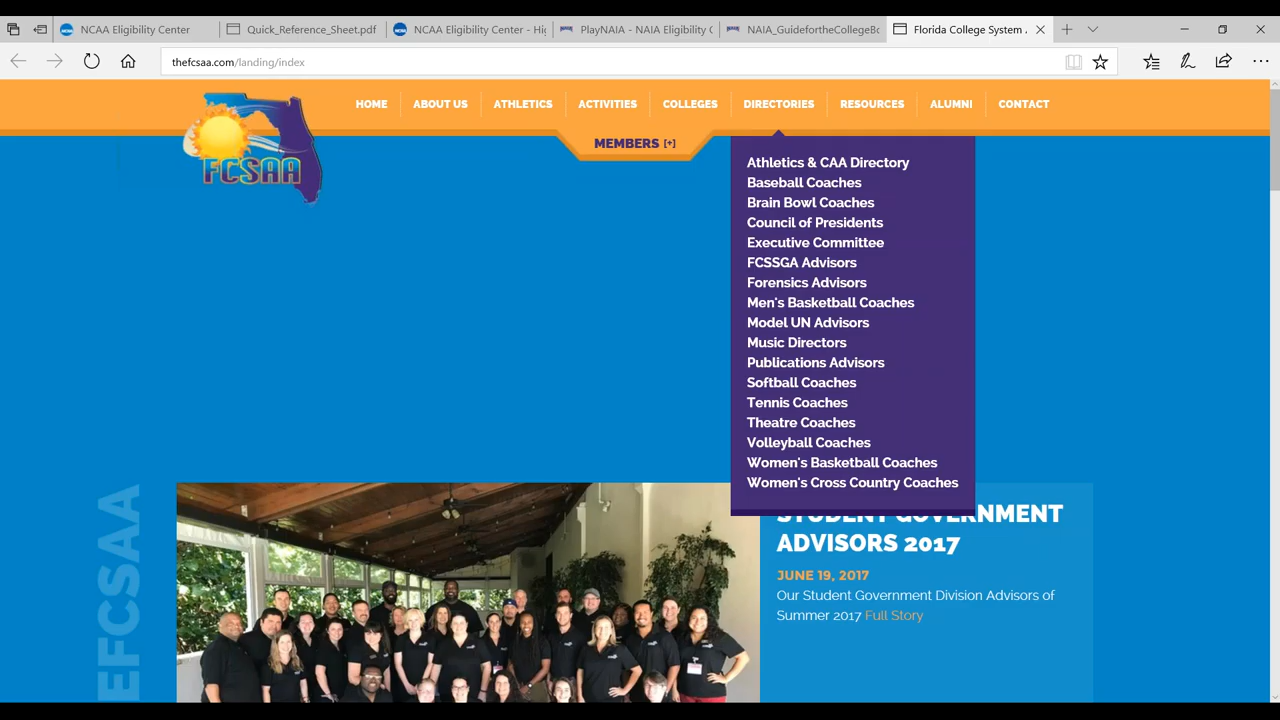 NCAA Eligibility Center
Quick_Reference_Sheet.pdf
NCAA Eligibility Center - Hig
PlayNAIA - NAIA Eligibility C
NAIA_GuidefortheCollegeBo
Florida College System A
thefcsaa.com/landing/index
FCSAA
HOME
ABOUT US
ATHLETICS
ACTIVITIES
COLLEGES
DIRECTORIES
RESOURCES
ALUMNI
CONTACT
MEMBERS [+]
Athletics & CAA Directory
Baseball Coaches
Brain Bowl Coaches
Council of Presidents
Executive Committee
FCSSGA Advisors
Forensics Advisors
Men's Basketball Coaches
Model UN Advisors
Music Directors
Publications Advisors
Softball Coaches
Tennis Coaches
Theatre Coaches
Volleyball Coaches
Women's Basketball Coaches
Women's Cross Country Coaches
EFCSAA
STUDENT GOVERNMENT
ADVISORS 2017
JUNE 19, 2017
Our Student Government Division Advisors of
Summer 2017 Full Story